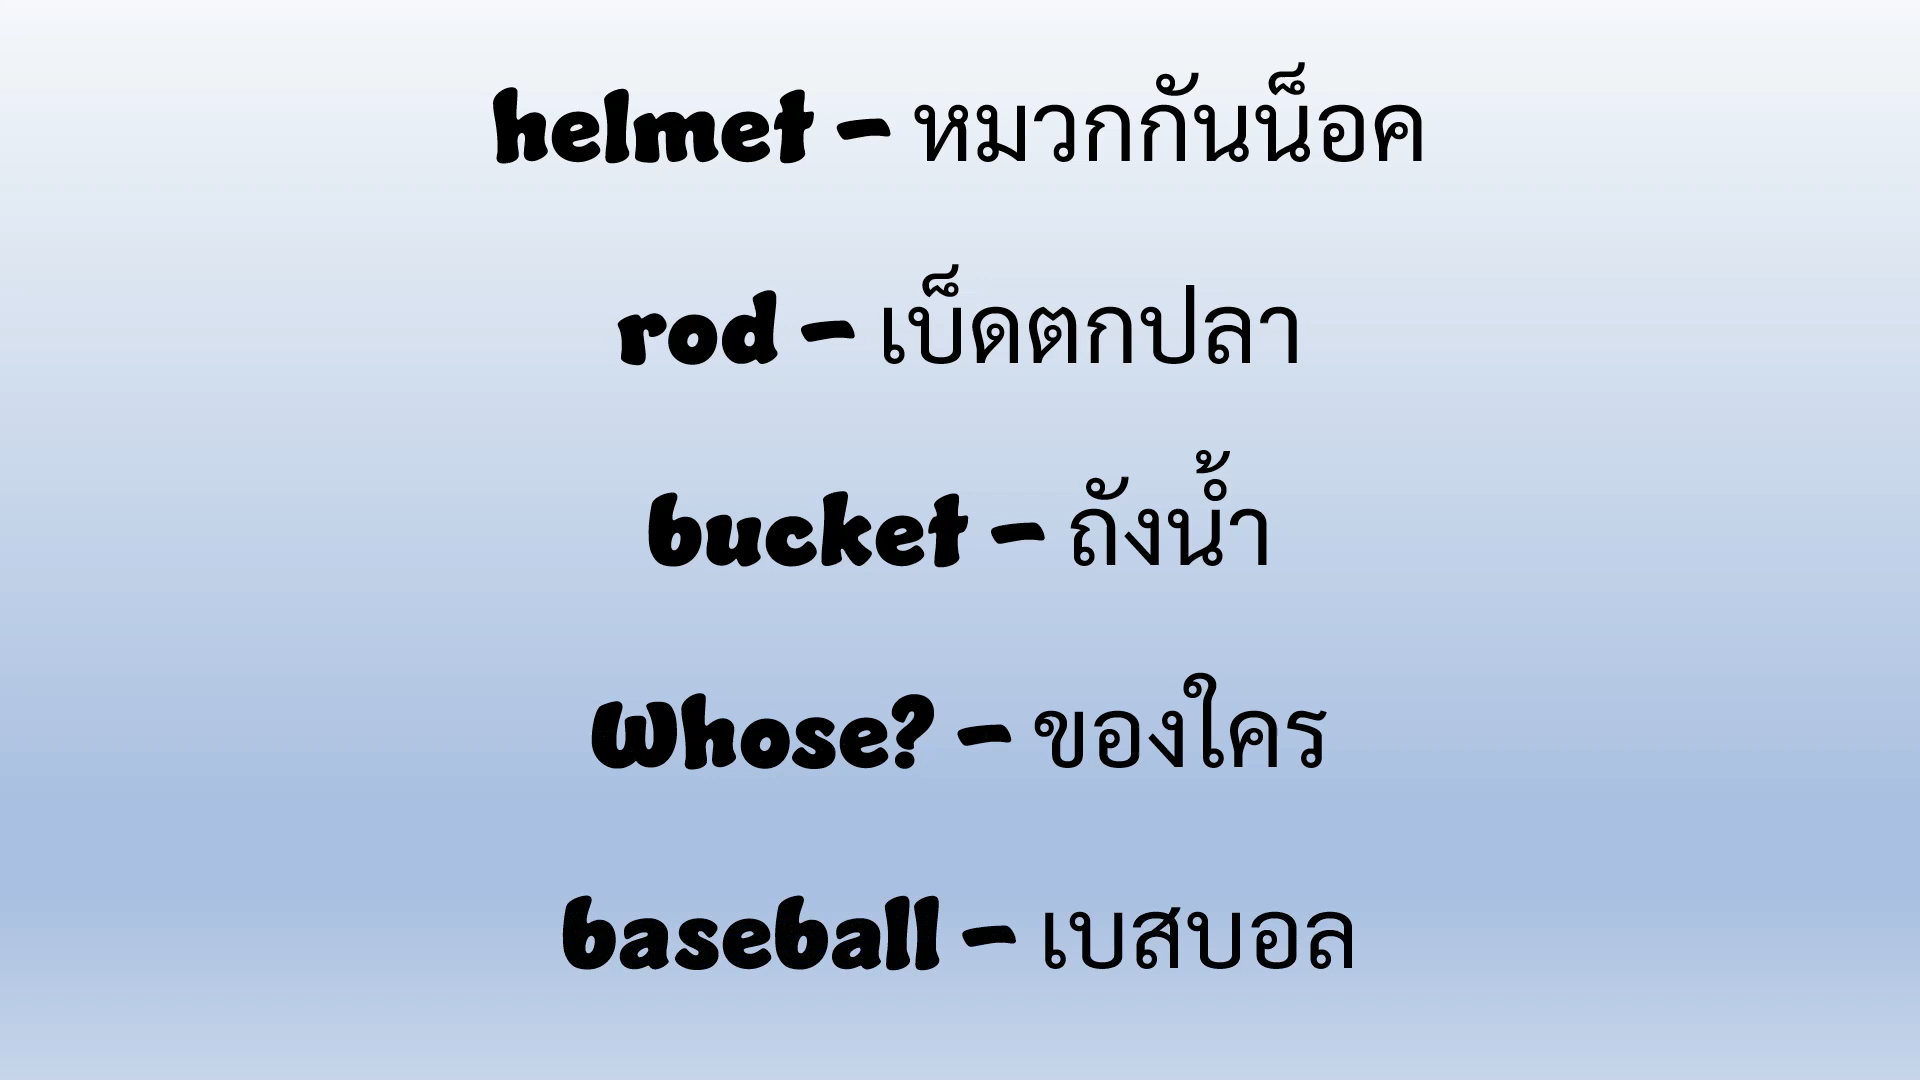 helmet - หมวกกันน็อค
rod - เบ็ดตกปลา
bucket - ถังน้ำ
Whose? - ของใคร
baseball - เบสบอล